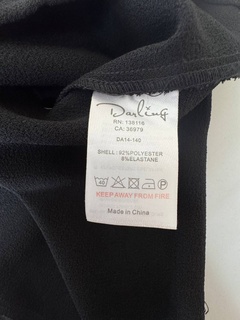 Darling
RN: 139116
CA: 36979
DA14-140
SHELL: 92%POLYESTER
8%ELASTANE
40
KEEP AWAY FROM FIRE
Made in China